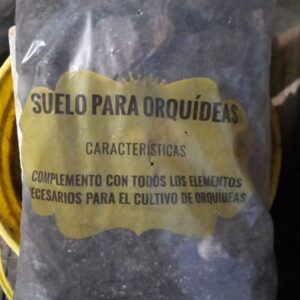 SUELO PARA ORQUÍDEAS
CARACTERÍSTICAS
COMPLEMENTO CON TODOS LOS ELEMENTOS
NECESARIOS PARA EL CULTIVO DE ORQUÍDEAS